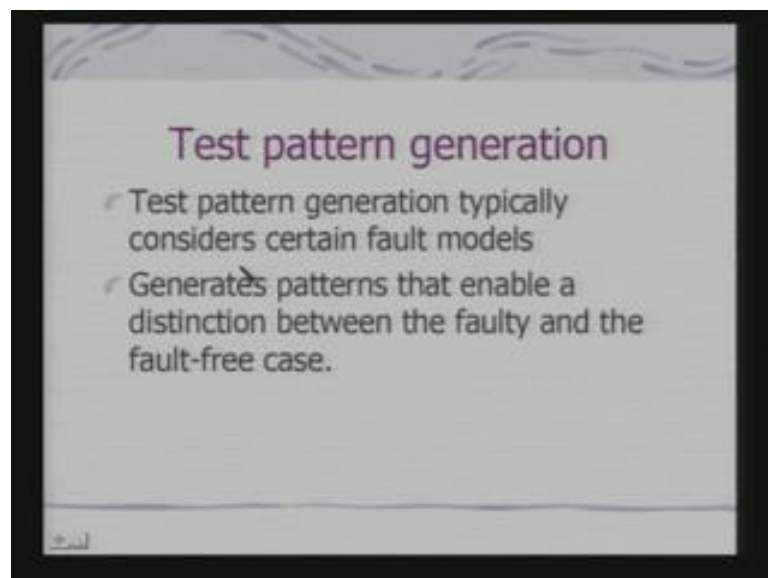 Test pattern generation
Test pattern generation typically
considers certain fault models
Generates patterns that enable a
distinction between the faulty and the
fault-free case.